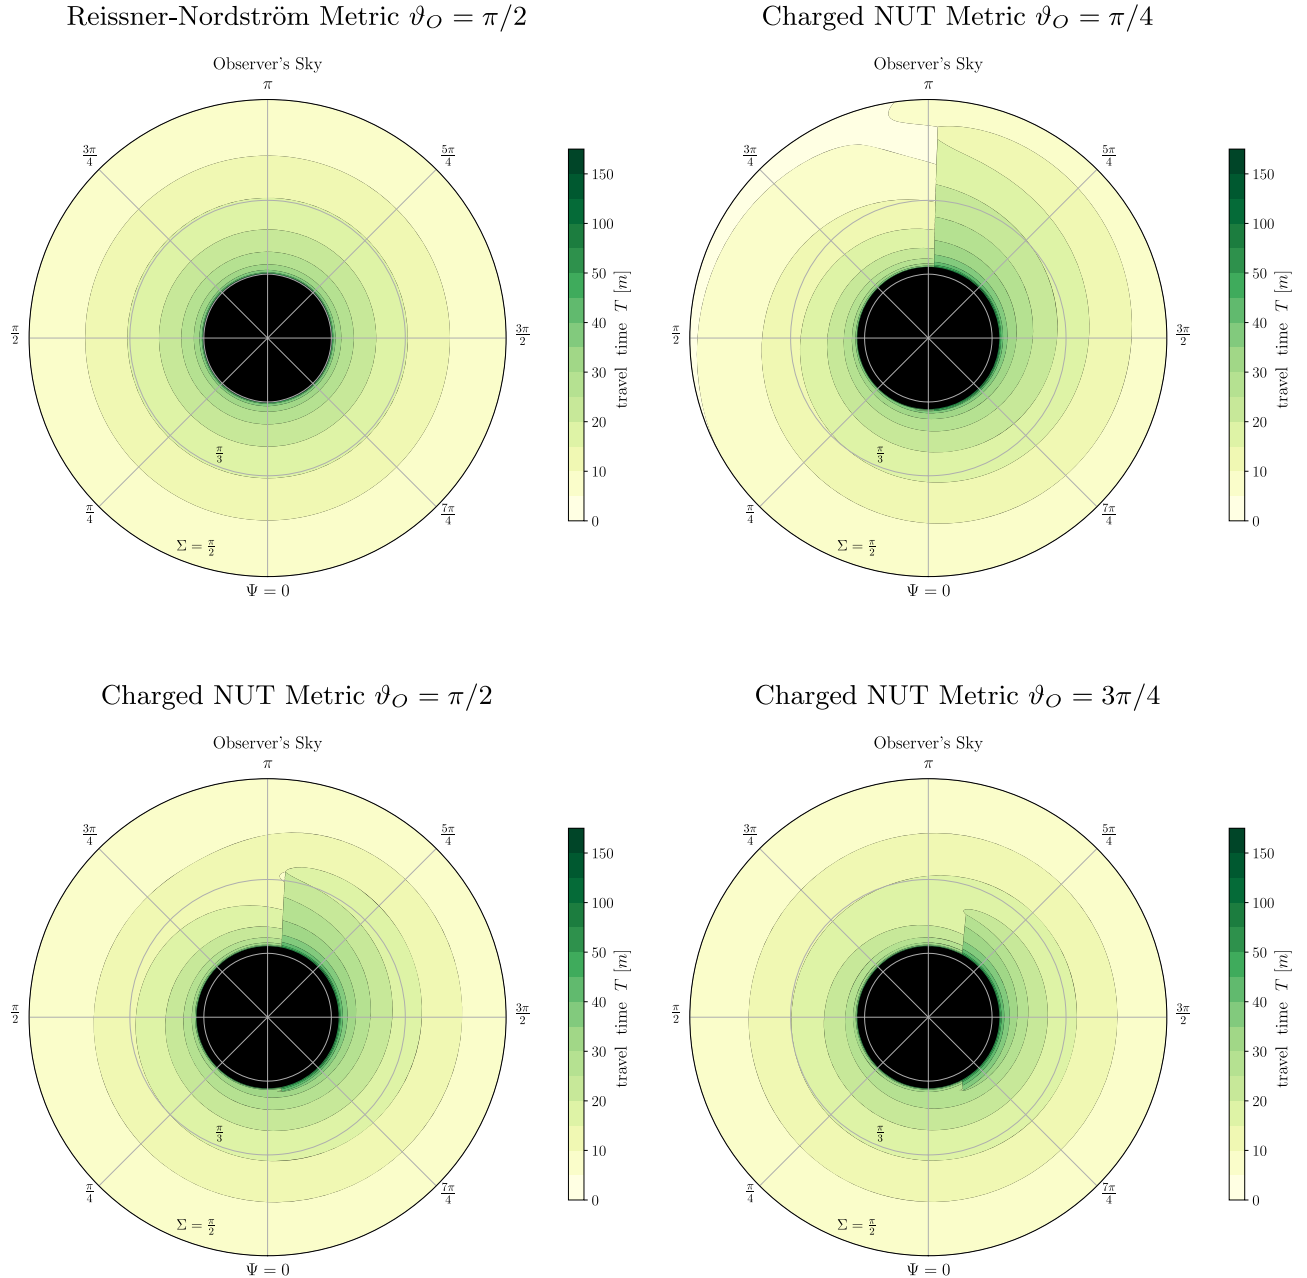 Reissner-Nordström Metric ϑ_O = π/2
Observer's Sky
π
3π/4
5π/4
π/2
3π/2
π/3
π/4
7π/4
Σ = π/2
Ψ = 0
150
100
50
40
30
20
10
0
travel time T [m]
Charged NUT Metric ϑ_O = π/4
Observer's Sky
π
3π/4
5π/4
π/2
3π/2
π/3
π/4
7π/4
Σ = π/2
Ψ = 0
150
100
50
40
30
20
10
0
travel time T [m]
Charged NUT Metric ϑ_O = π/2
Observer's Sky
π
3π/4
5π/4
π/2
3π/2
π/3
π/4
7π/4
Σ = π/2
Ψ = 0
150
100
50
40
30
20
10
0
travel time T [m]
Charged NUT Metric ϑ_O = 3π/4
Observer's Sky
π
3π/4
5π/4
π/2
3π/2
π/3
π/4
7π/4
Σ = π/2
Ψ = 0
150
100
50
40
30
20
10
0
travel time T [m]